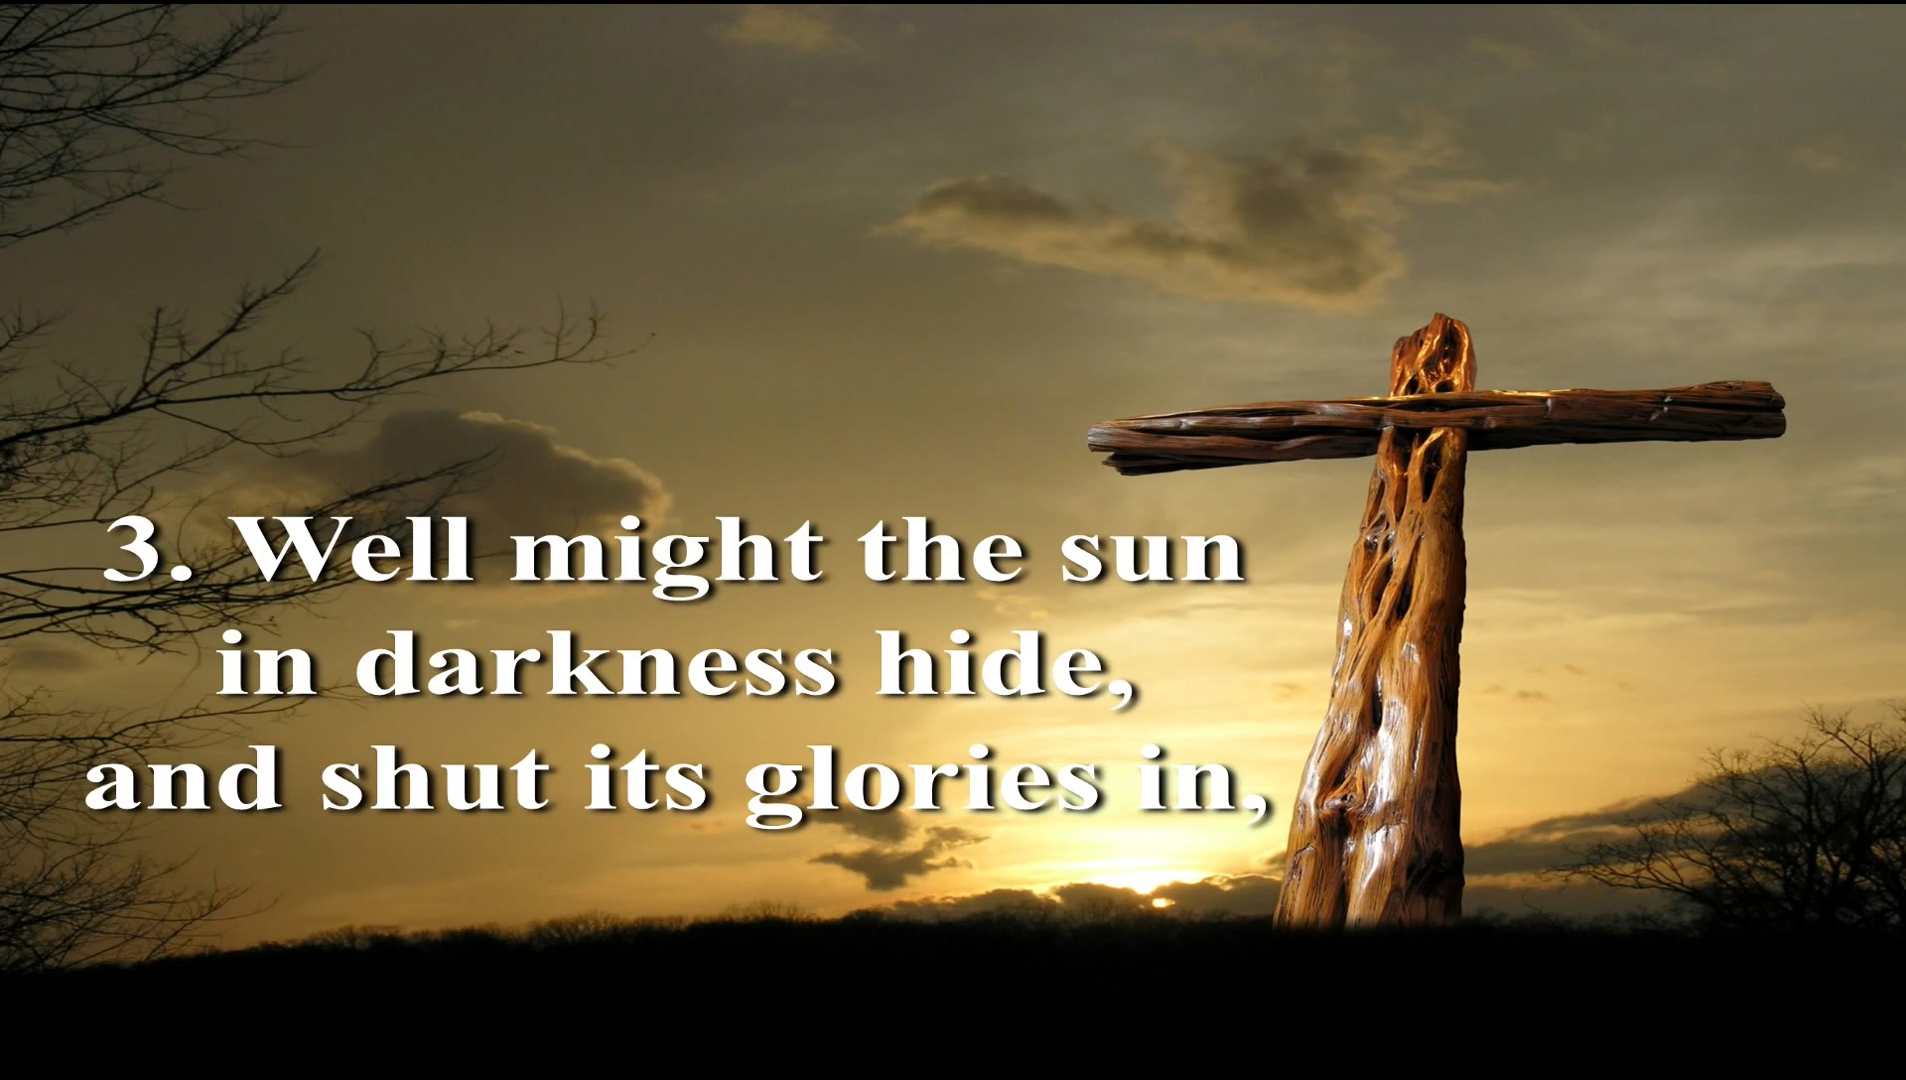 3. Well might the sun
in darkness hide,
and shut its glories in,